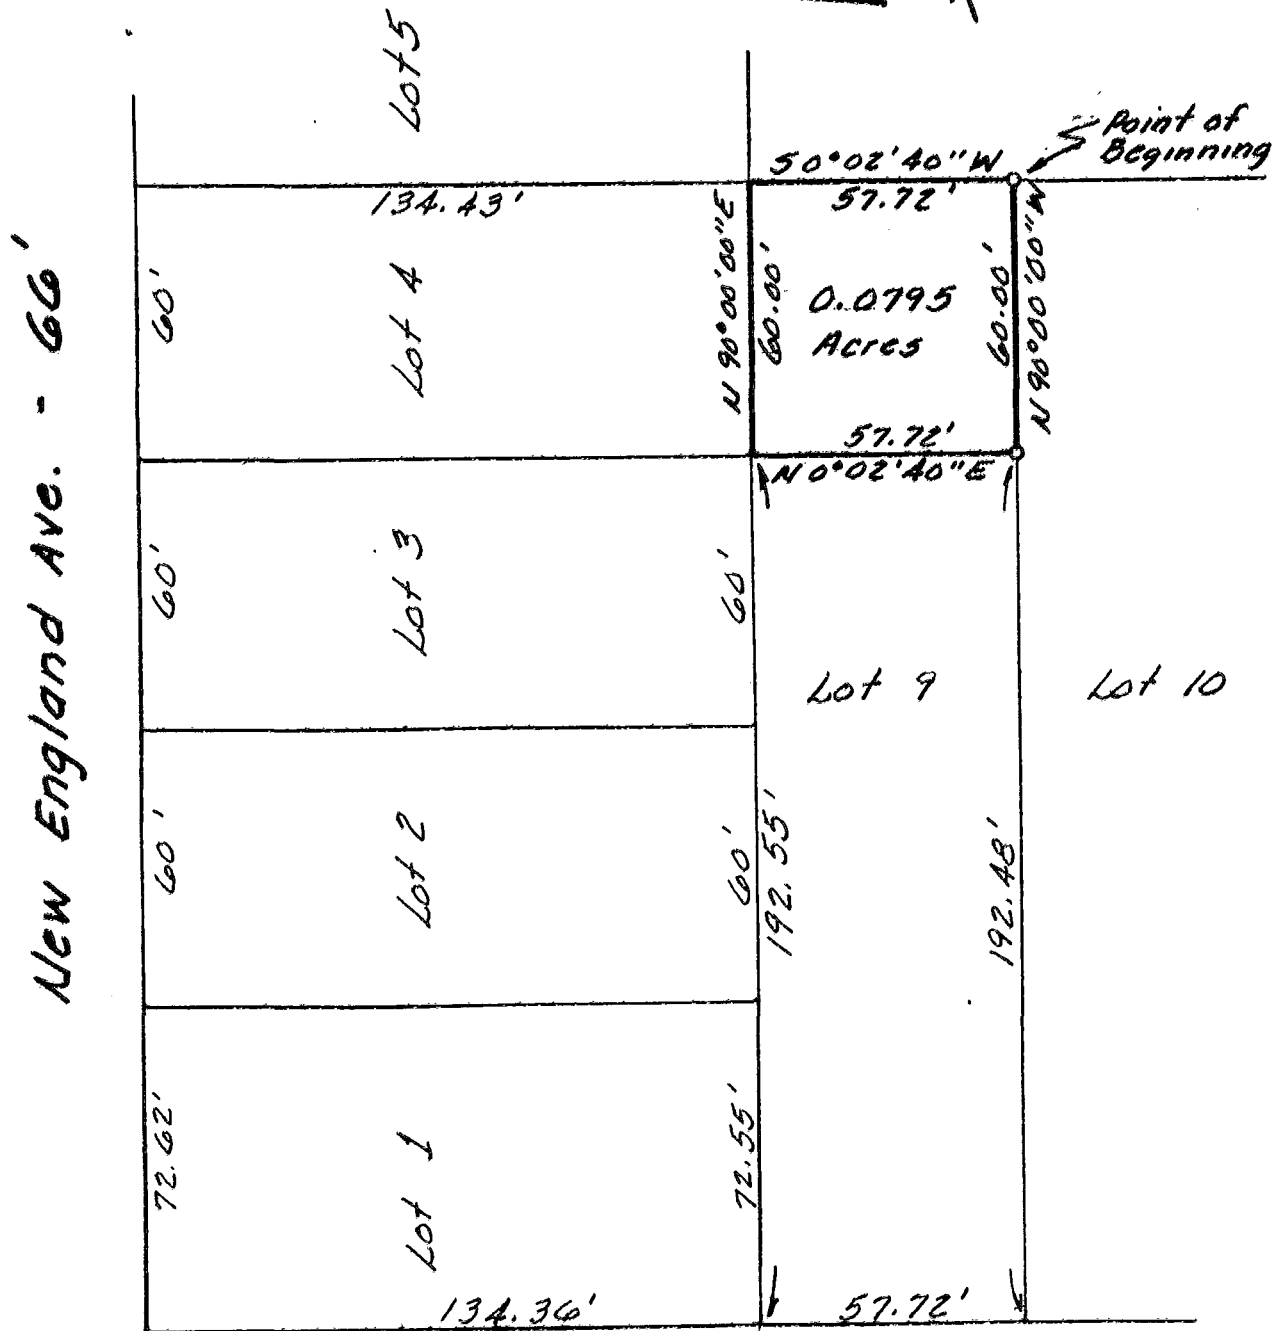 Lot 5
Point of
Beginning
S 0°02'40" W
57.72'
134.43'
N 90°00'00" E
60.00'
0.0795
Acres
60.00'
N 90°00'00" W
60'
Lot 4
57.72'
N 0°02'40" E
New England Ave. - 66'
60'
Lot 3
60'
Lot 9
Lot 10
60'
Lot 2
60'
192.55'
192.48'
72.62'
Lot 1
72.55'
134.36'
57.72'